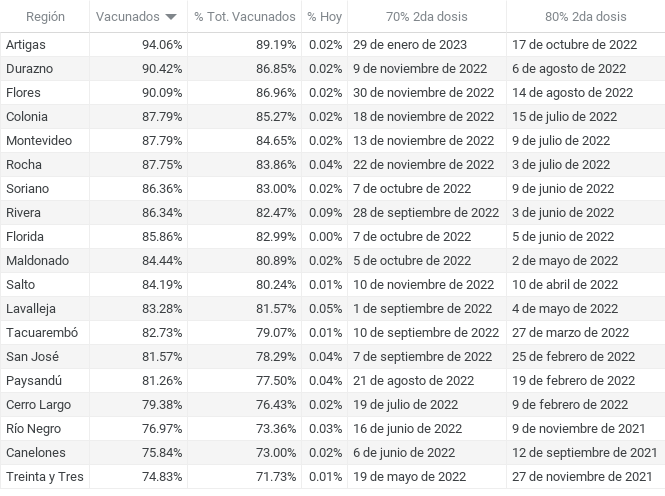 Región Vacunados % Tot. Vacunados % Hoy 70% 2da dosis 80% 2da dosis
Artigas 94.06% 89.19% 0.02% 29 de enero de 2023 17 de octubre de 2022
Durazno 90.42% 86.85% 0.02% 9 de noviembre de 2022 6 de agosto de 2022
Flores 90.09% 86.96% 0.02% 30 de noviembre de 2022 14 de agosto de 2022
Colonia 87.79% 85.27% 0.02% 18 de noviembre de 2022 15 de julio de 2022
Montevideo 87.79% 84.65% 0.02% 13 de noviembre de 2022 9 de julio de 2022
Rocha 87.75% 83.86% 0.04% 22 de noviembre de 2022 3 de julio de 2022
Soriano 86.36% 83.00% 0.02% 7 de octubre de 2022 9 de junio de 2022
Rivera 86.34% 82.47% 0.09% 28 de septiembre de 2022 3 de junio de 2022
Florida 85.86% 82.99% 0.00% 7 de octubre de 2022 5 de junio de 2022
Maldonado 84.44% 80.89% 0.02% 5 de octubre de 2022 2 de mayo de 2022
Salto 84.19% 80.24% 0.01% 10 de noviembre de 2022 10 de abril de 2022
Lavalleja 83.28% 81.57% 0.05% 1 de septiembre de 2022 4 de mayo de 2022
Tacuarembó 82.73% 79.07% 0.01% 10 de septiembre de 2022 27 de marzo de 2022
San José 81.57% 78.29% 0.04% 7 de septiembre de 2022 25 de febrero de 2022
Paysandú 81.26% 77.50% 0.04% 21 de agosto de 2022 19 de febrero de 2022
Cerro Largo 79.38% 76.43% 0.02% 19 de julio de 2022 9 de febrero de 2022
Río Negro 76.97% 73.36% 0.03% 16 de junio de 2022 9 de noviembre de 2021
Canelones 75.84% 73.00% 0.02% 6 de junio de 2022 12 de septiembre de 2021
Treinta y Tres 74.83% 71.73% 0.01% 19 de mayo de 2022 27 de noviembre de 2021